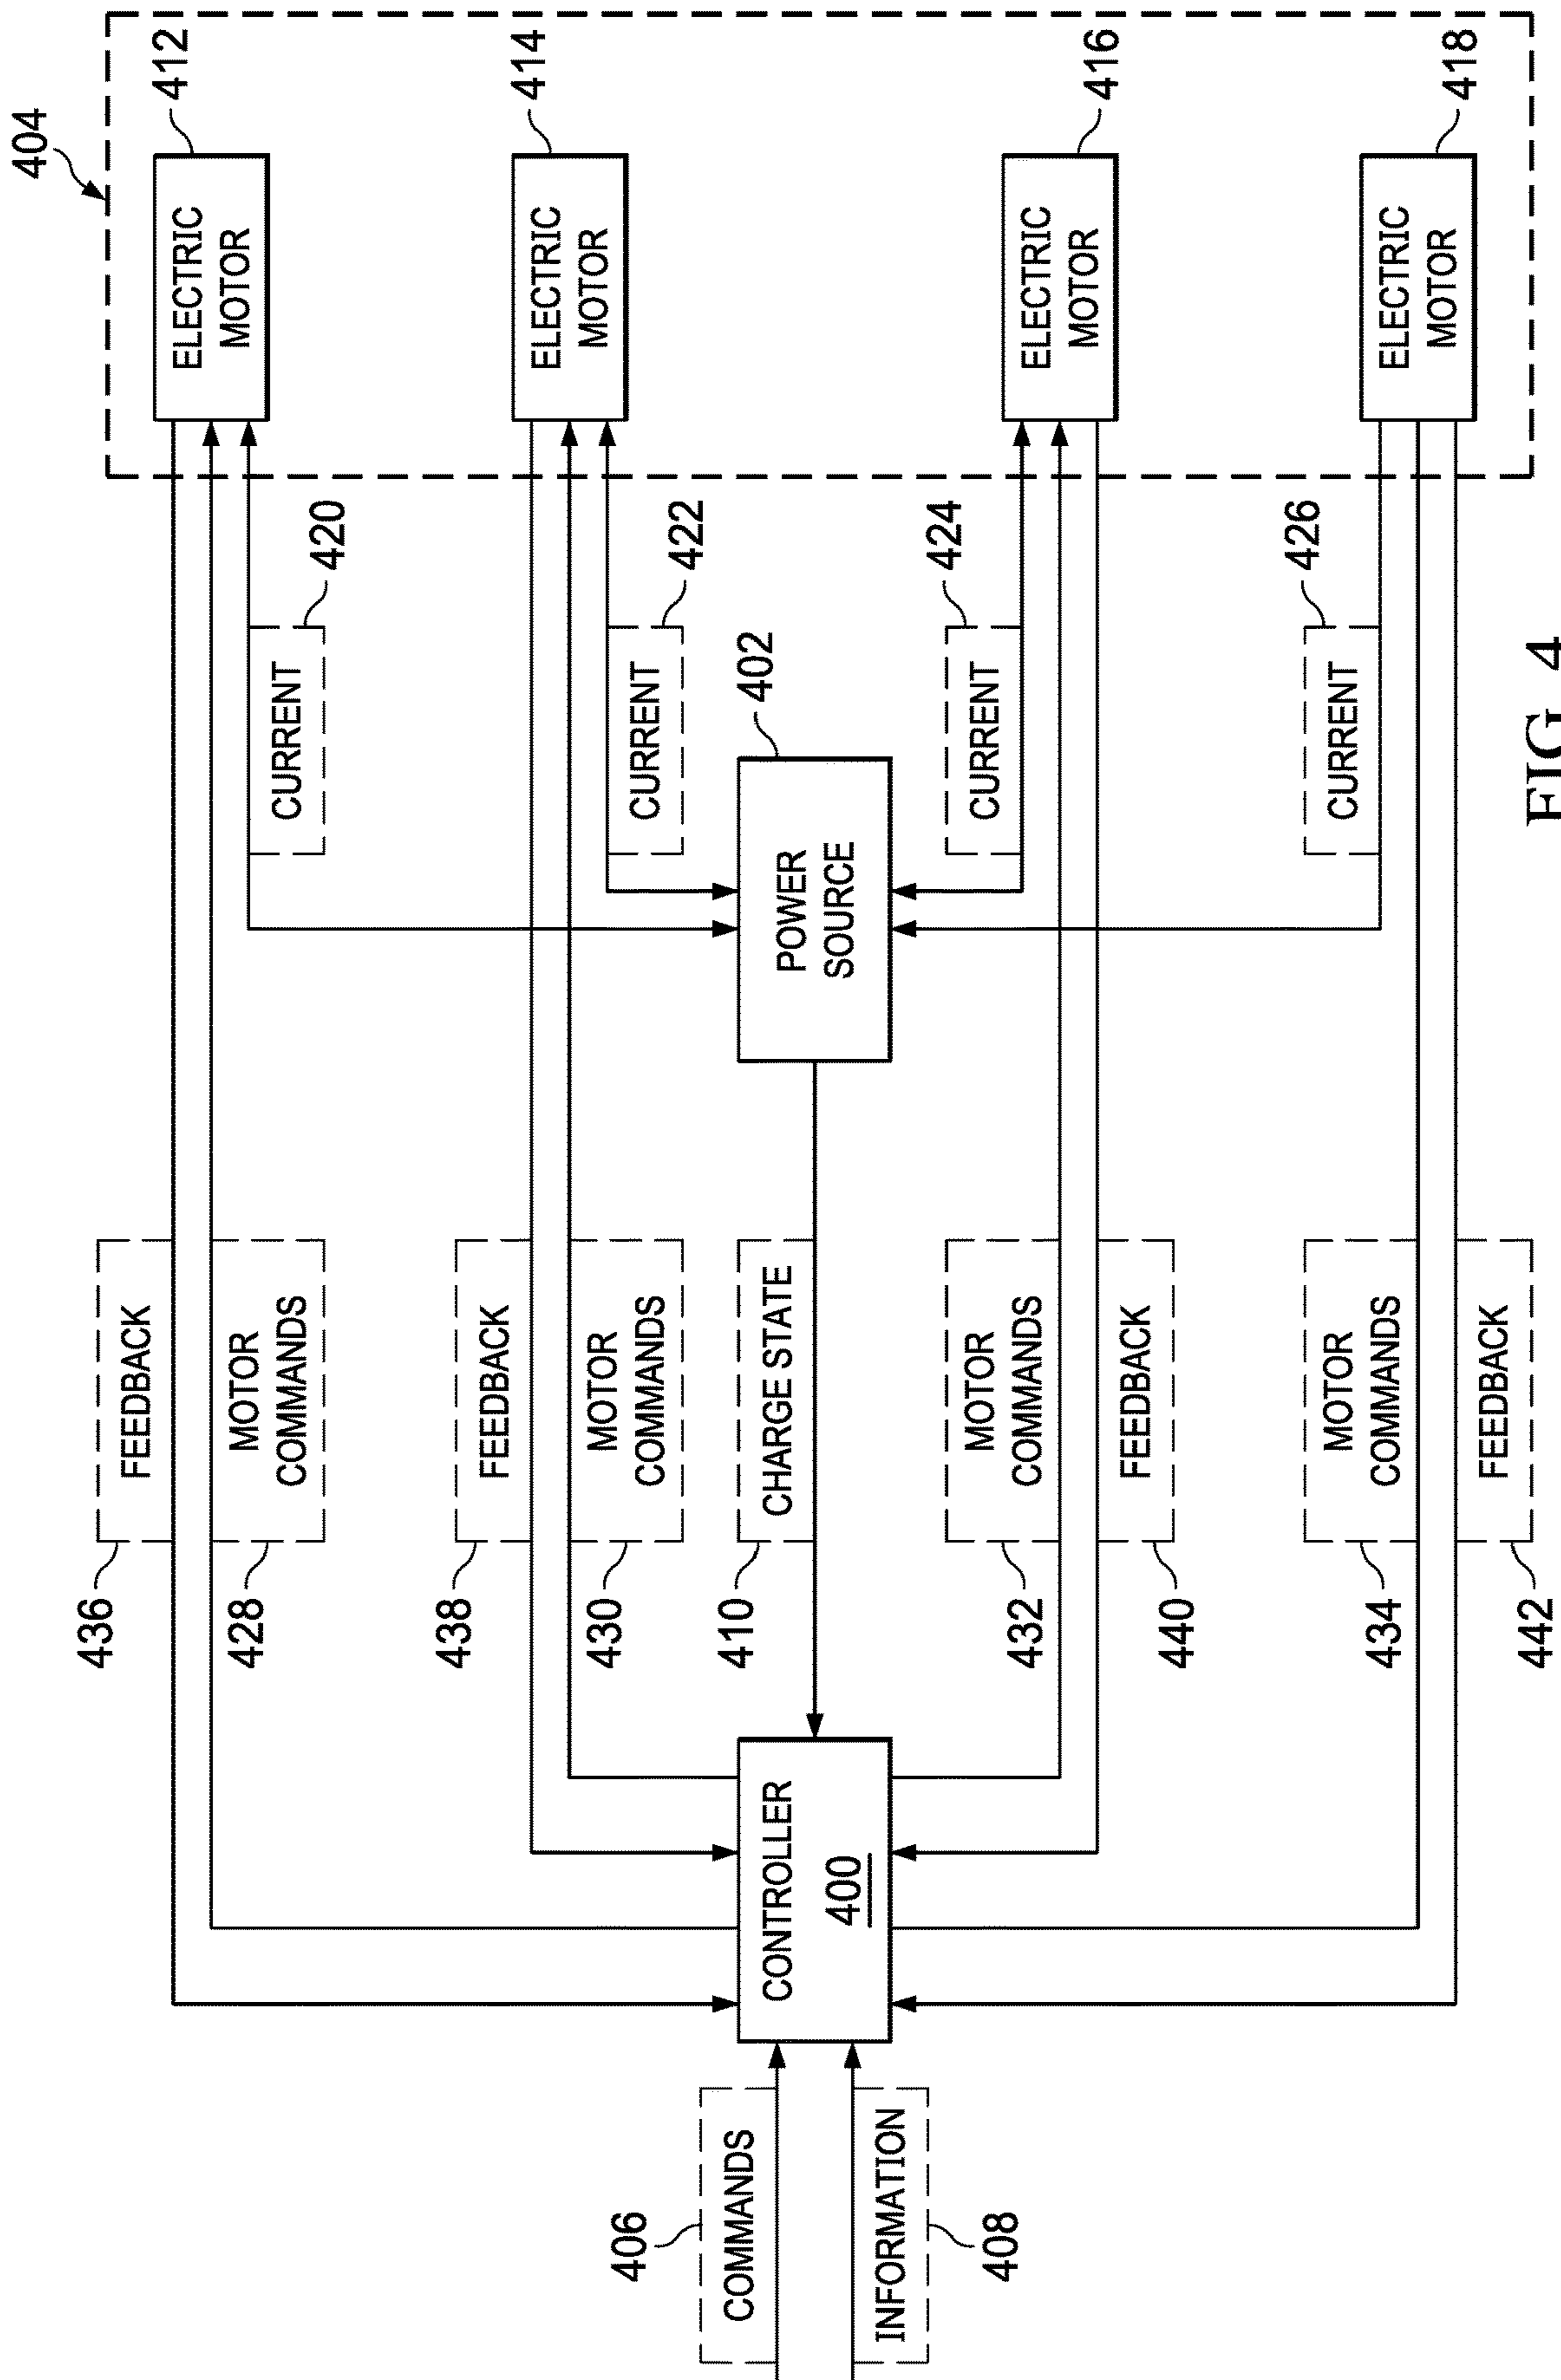 404
412
ELECTRIC
MOTOR
414
ELECTRIC
MOTOR
416
ELECTRIC
MOTOR
418
ELECTRIC
MOTOR
420
CURRENT
422
CURRENT
402
POWER
SOURCE
424
CURRENT
426
CURRENT
436
FEEDBACK
428
MOTOR
COMMANDS
438
FEEDBACK
430
MOTOR
COMMANDS
410
CHARGE STATE
432
MOTOR
COMMANDS
440
FEEDBACK
434
MOTOR
COMMANDS
442
FEEDBACK
CONTROLLER
400
406
COMMANDS
408
INFORMATION
FIG. 4